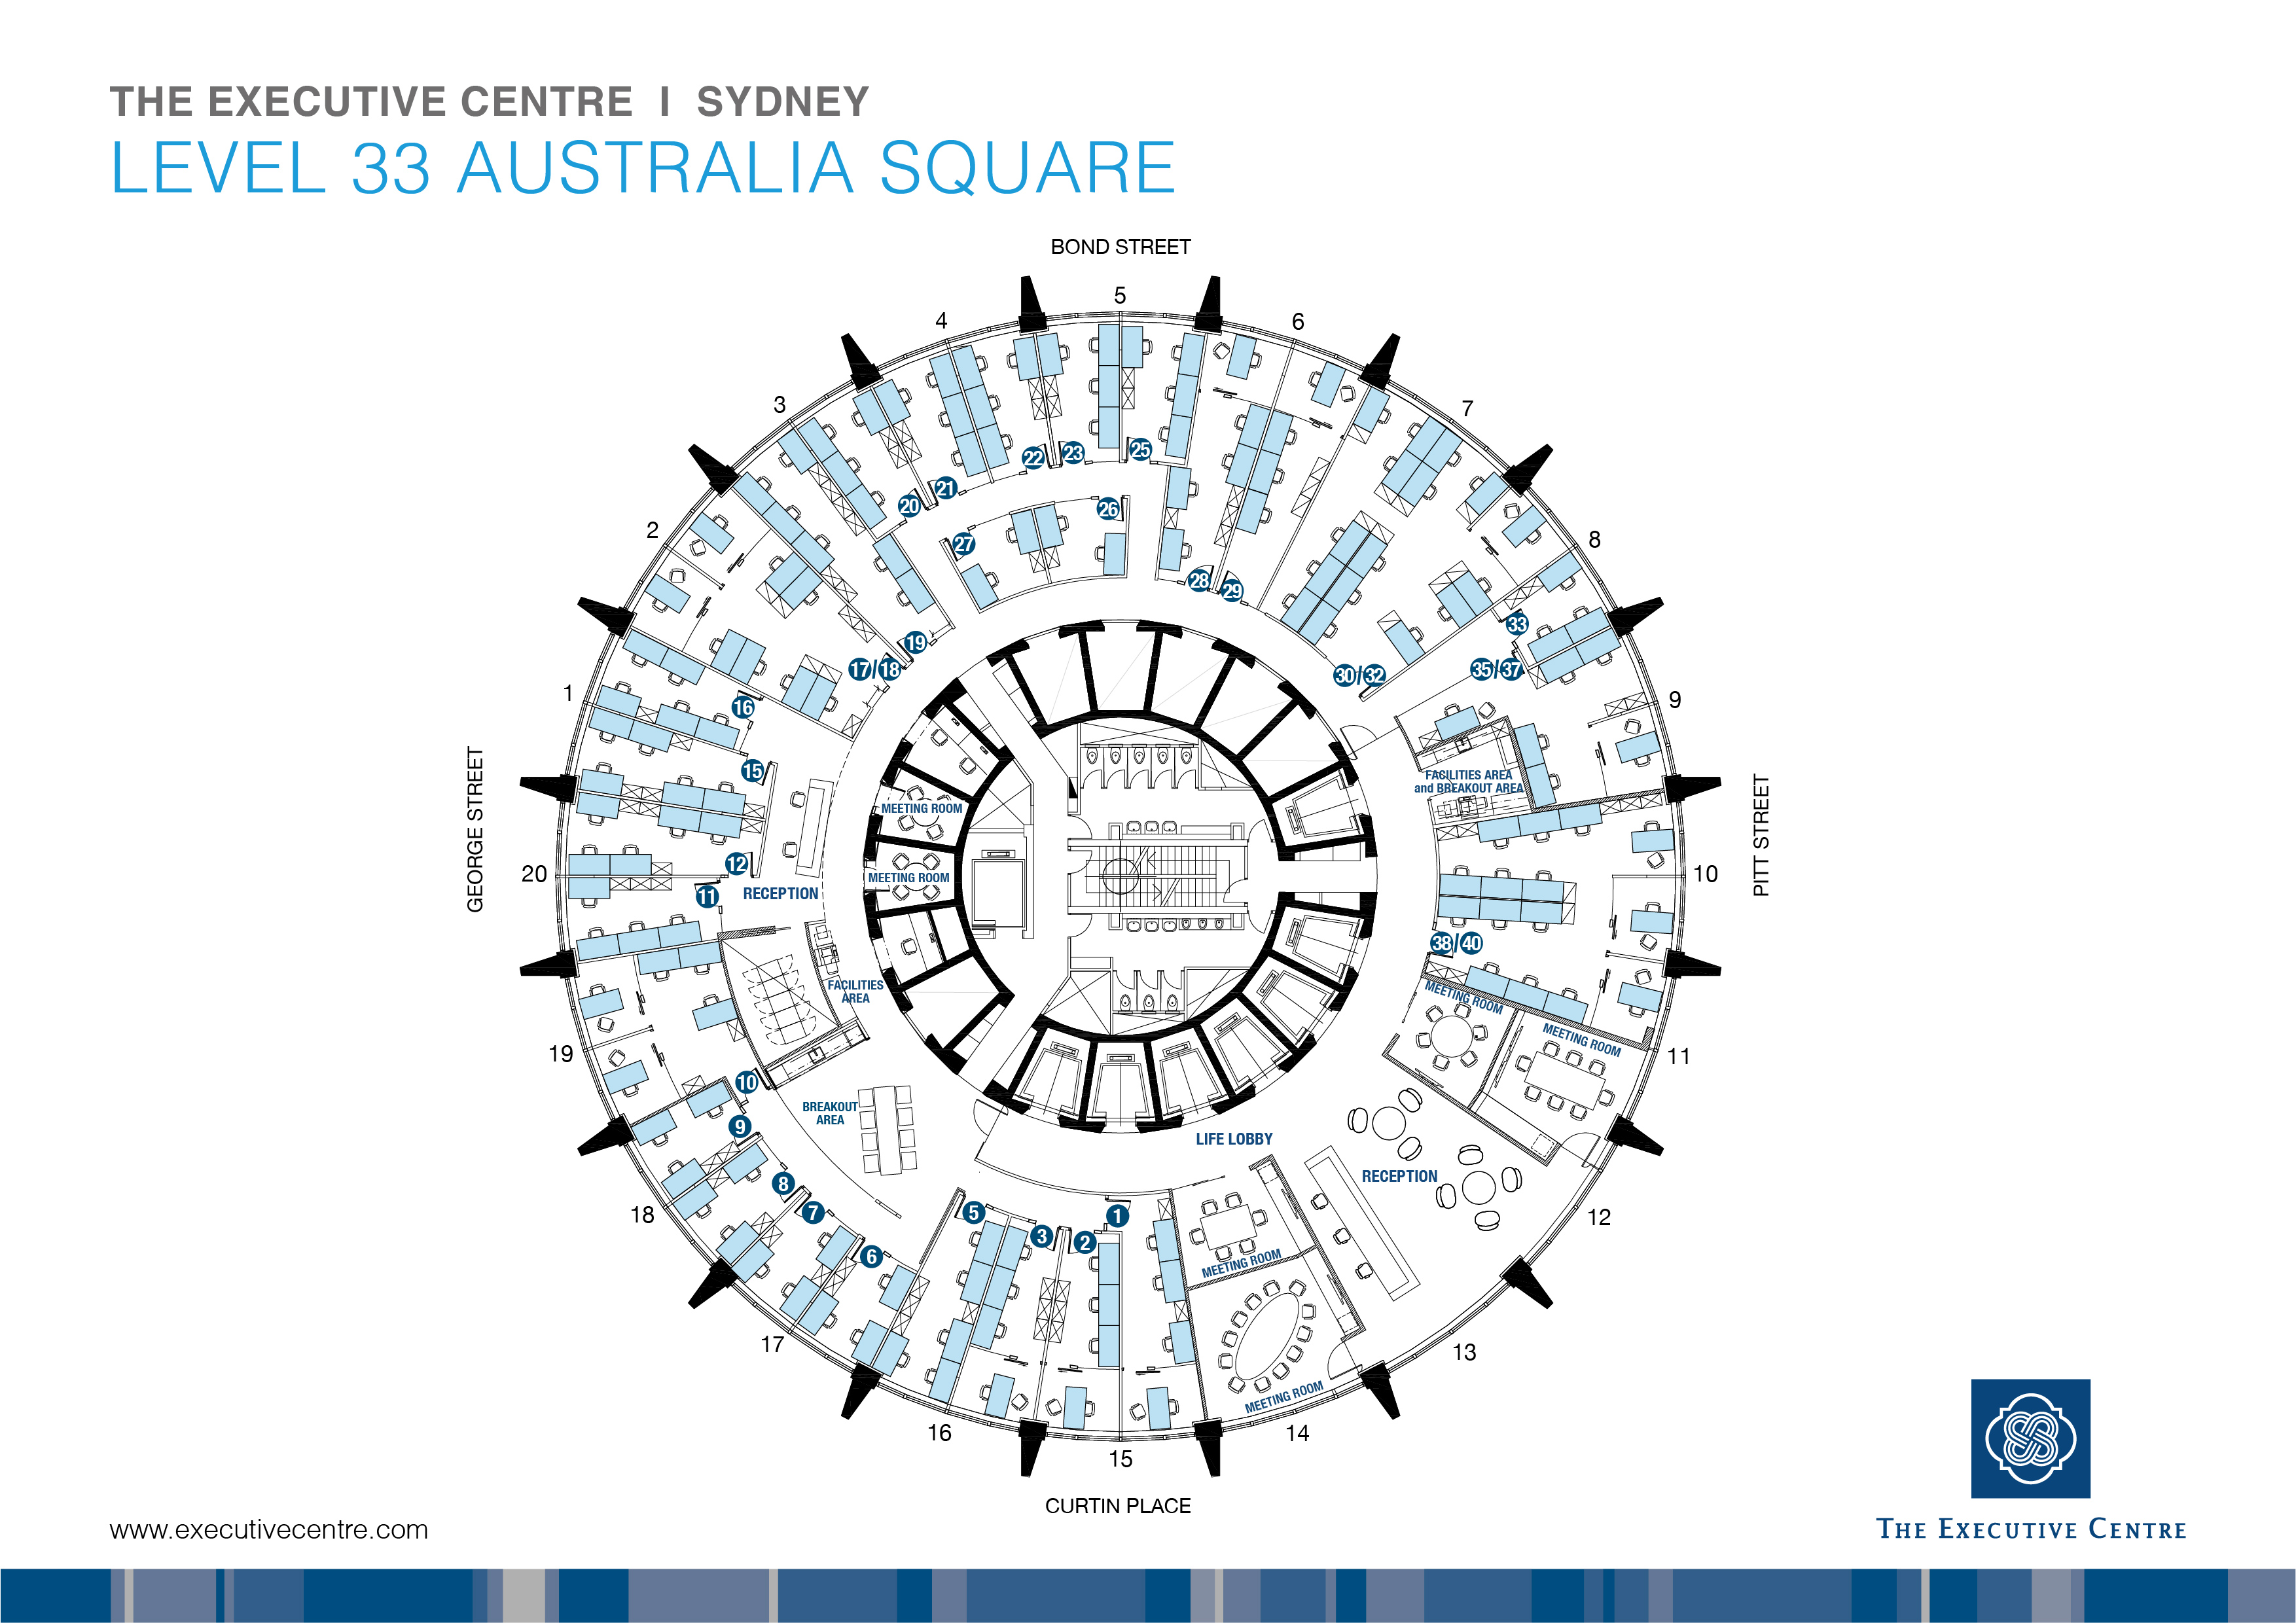 THE EXECUTIVE CENTRE I SYDNEY
LEVEL 33 AUSTRALIA SQUARE
BOND STREET
5
4
6
3
7
22
23
25
21
20
26
2
8
27
28
29
33
19
17/18
30/32
35/37
1
16
9
15
FACILITIES AREA
and BREAKOUT AREA
MEETING ROOM
GEORGE STREET
PITT STREET
20
12
11
RECEPTION
MEETING ROOM
10
38/40
FACILITIES
AREA
MEETING ROOM
MEETING ROOM
19
11
10
BREAKOUT
AREA
9
LIFE LOBBY
8
RECEPTION
18
7
5
1
12
3
2
6
MEETING ROOM
17
13
MEETING ROOM
16
14
15
CURTIN PLACE
www.executivecentre.com
THE EXECUTIVE CENTRE